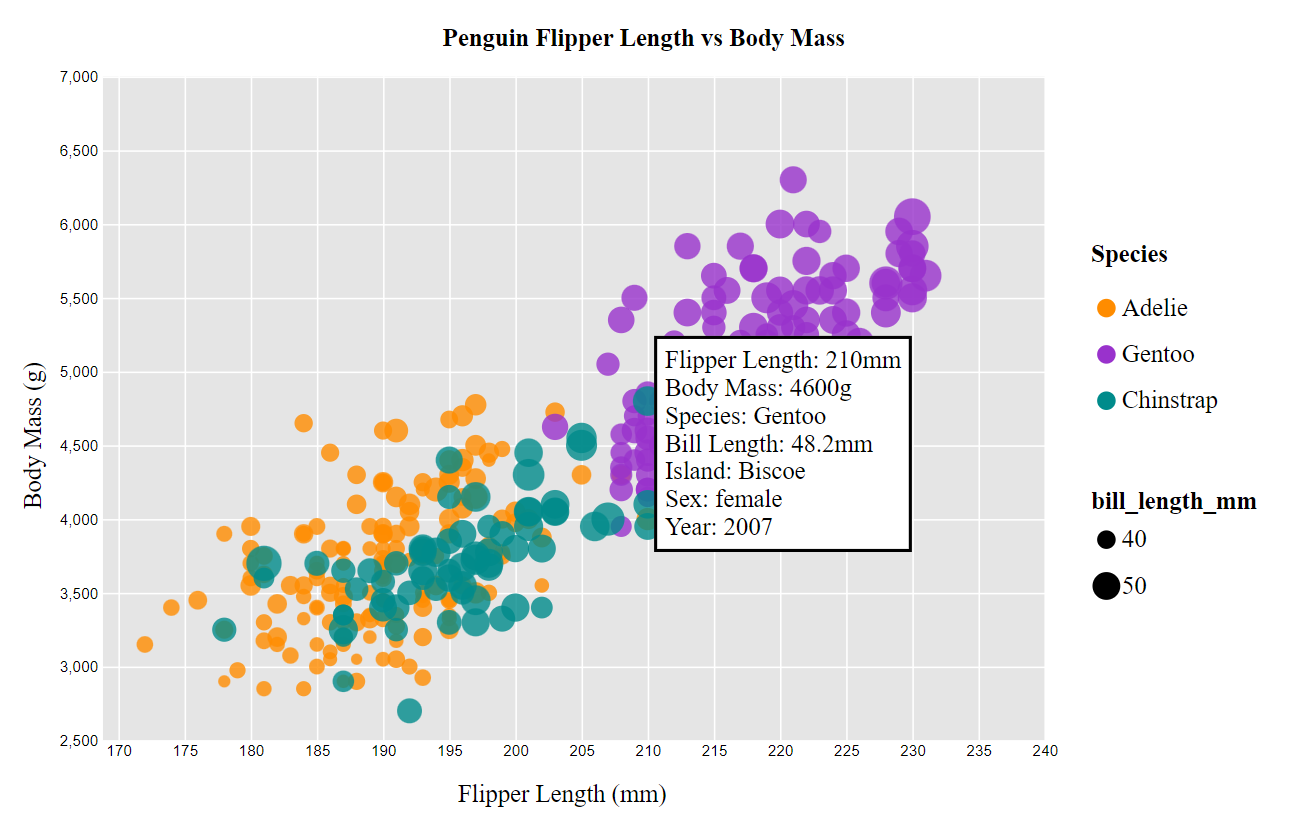 Penguin Flipper Length vs Body Mass
7,000
6,500
6,000
5,500
5,000
4,500
4,000
3,500
3,000
2,500
Body Mass (g)
170 175 180 185 190 195 200 205 210 215 220 225 230 235 240
Flipper Length (mm)
Flipper Length: 210mm
Body Mass: 4600g
Species: Gentoo
Bill Length: 48.2mm
Island: Biscoe
Sex: female
Year: 2007
Species
Adelie
Gentoo
Chinstrap
bill_length_mm
40
50